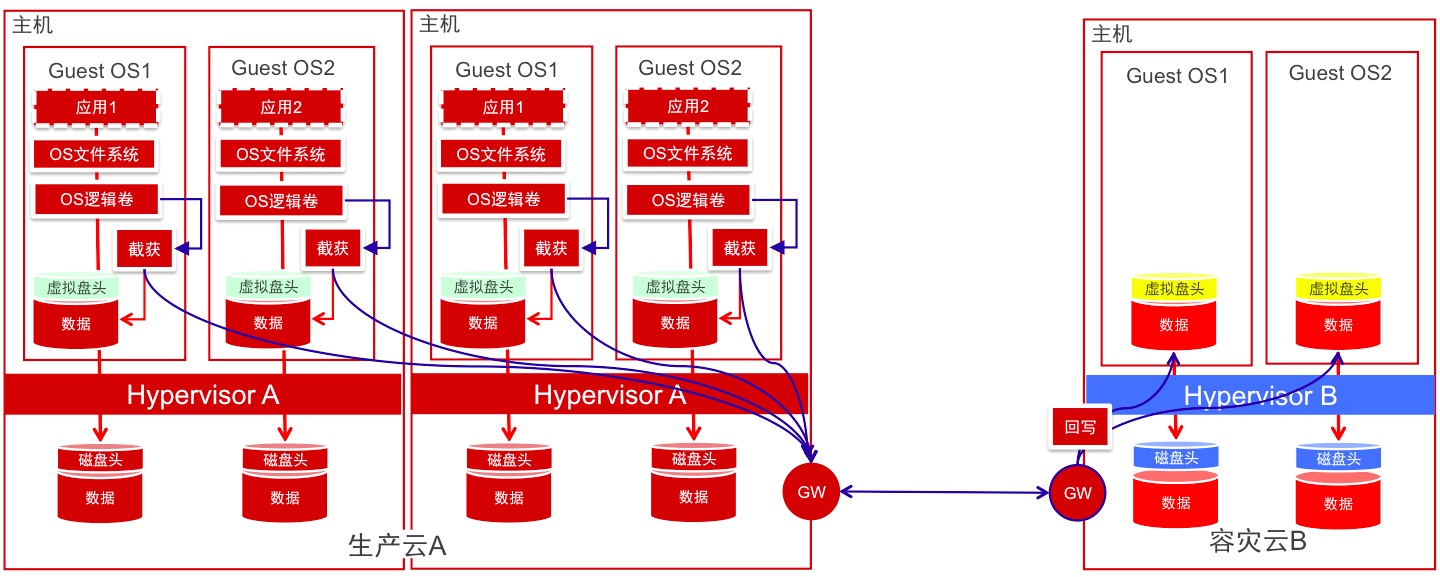 主机
Guest OS1
应用1
OS文件系统
OS逻辑卷
截获
虚拟盘头
数据
Guest OS2
应用2
OS文件系统
OS逻辑卷
截获
虚拟盘头
数据
Hypervisor A
磁盘头
数据
磁盘头
数据
主机
Guest OS1
应用1
OS文件系统
OS逻辑卷
截获
虚拟盘头
数据
Guest OS2
应用2
OS文件系统
OS逻辑卷
截获
虚拟盘头
数据
Hypervisor A
磁盘头
数据
磁盘头
数据
生产云A
GW
主机
Guest OS1
虚拟盘头
数据
Guest OS2
虚拟盘头
数据
Hypervisor B
回写
GW
磁盘头
数据
磁盘头
数据
容灾云B